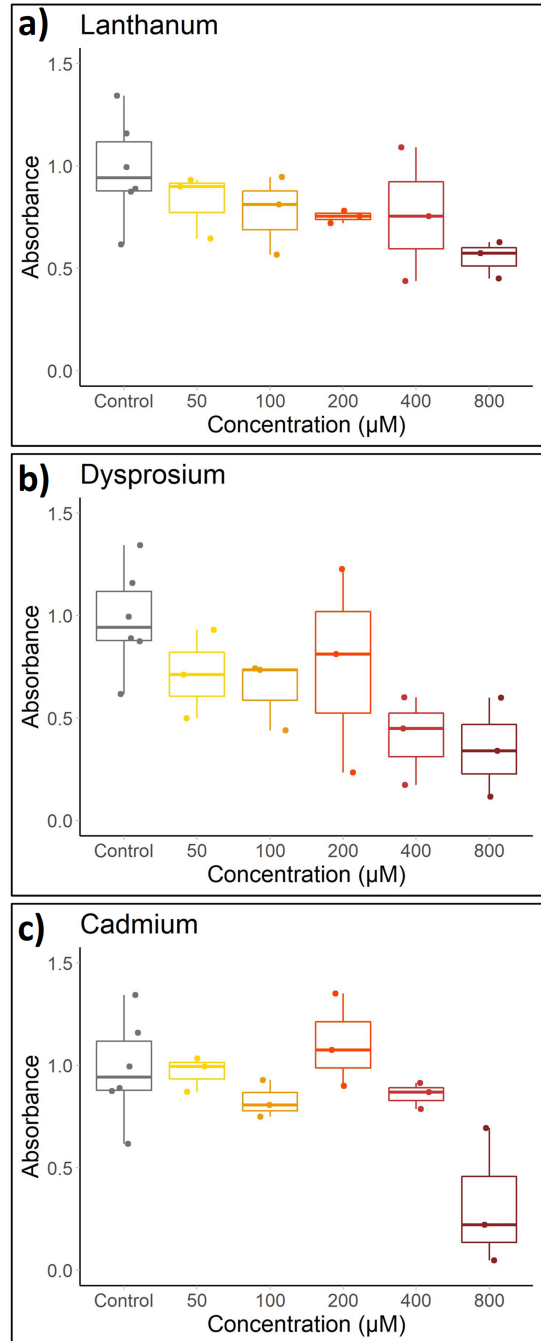 a) Lanthanum
1.5
1.0
0.5
0.0
Absorbance
Control 50 100 200 400 800
Concentration (µM)
b) Dysprosium
1.5
1.0
0.5
0.0
Absorbance
Control 50 100 200 400 800
Concentration (µM)
c) Cadmium
1.5
1.0
0.5
0.0
Absorbance
Control 50 100 200 400 800
Concentration (µM)